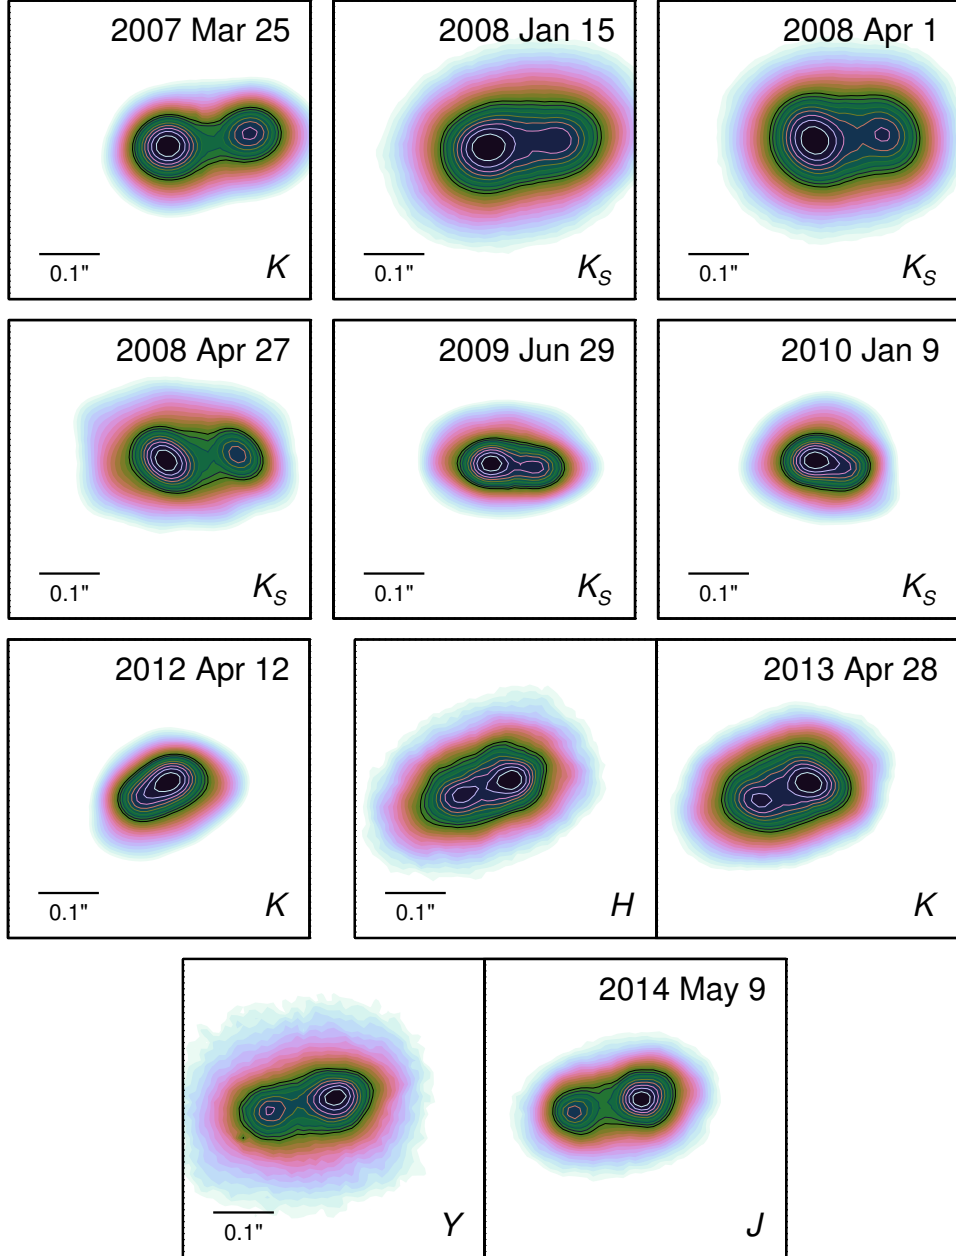 2007 Mar 25
0.1"
K
2008 Jan 15
0.1"
K_S
2008 Apr 1
0.1"
K_S
2008 Apr 27
0.1"
K_S
2009 Jun 29
0.1"
K_S
2010 Jan 9
0.1"
K_S
2012 Apr 12
0.1"
K
0.1"
H
2013 Apr 28
K
0.1"
Y
2014 May 9
J